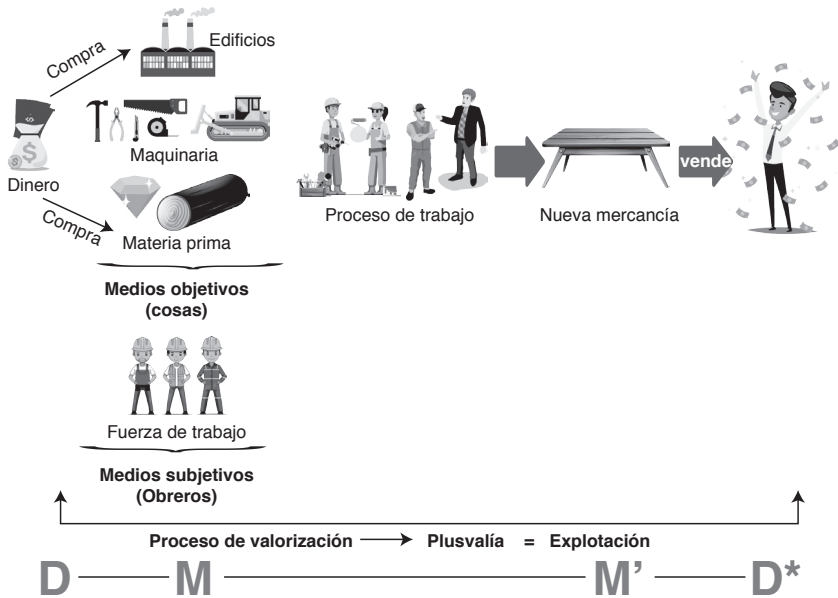 Compra
Edificios
Dinero
Maquinaria
Compra
Materia prima
Medios objetivos
(cosas)
Proceso de trabajo
Nueva mercancía
vende
Fuerza de trabajo
Medios subjetivos
(Obreros)
Proceso de valorización Plusvalía = Explotación
D M M’ D*